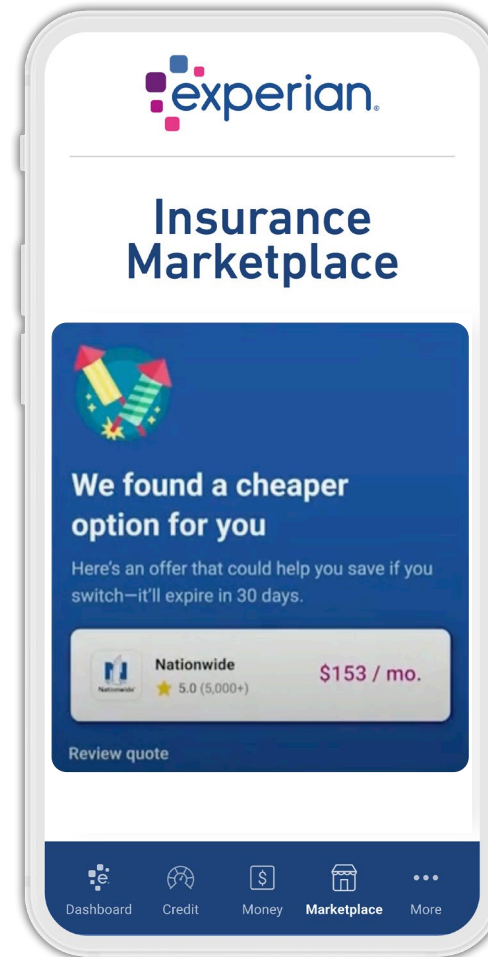 experian.
Insurance
Marketplace
We found a cheaper
option for you
Here's an offer that could help you save if you
switch—it'll expire in 30 days.
Nationwide
Nationwide
$153 / mo.
5.0 (5,000+)
Review quote
e.
Dashboard
Credit
$
Money
Marketplace
More